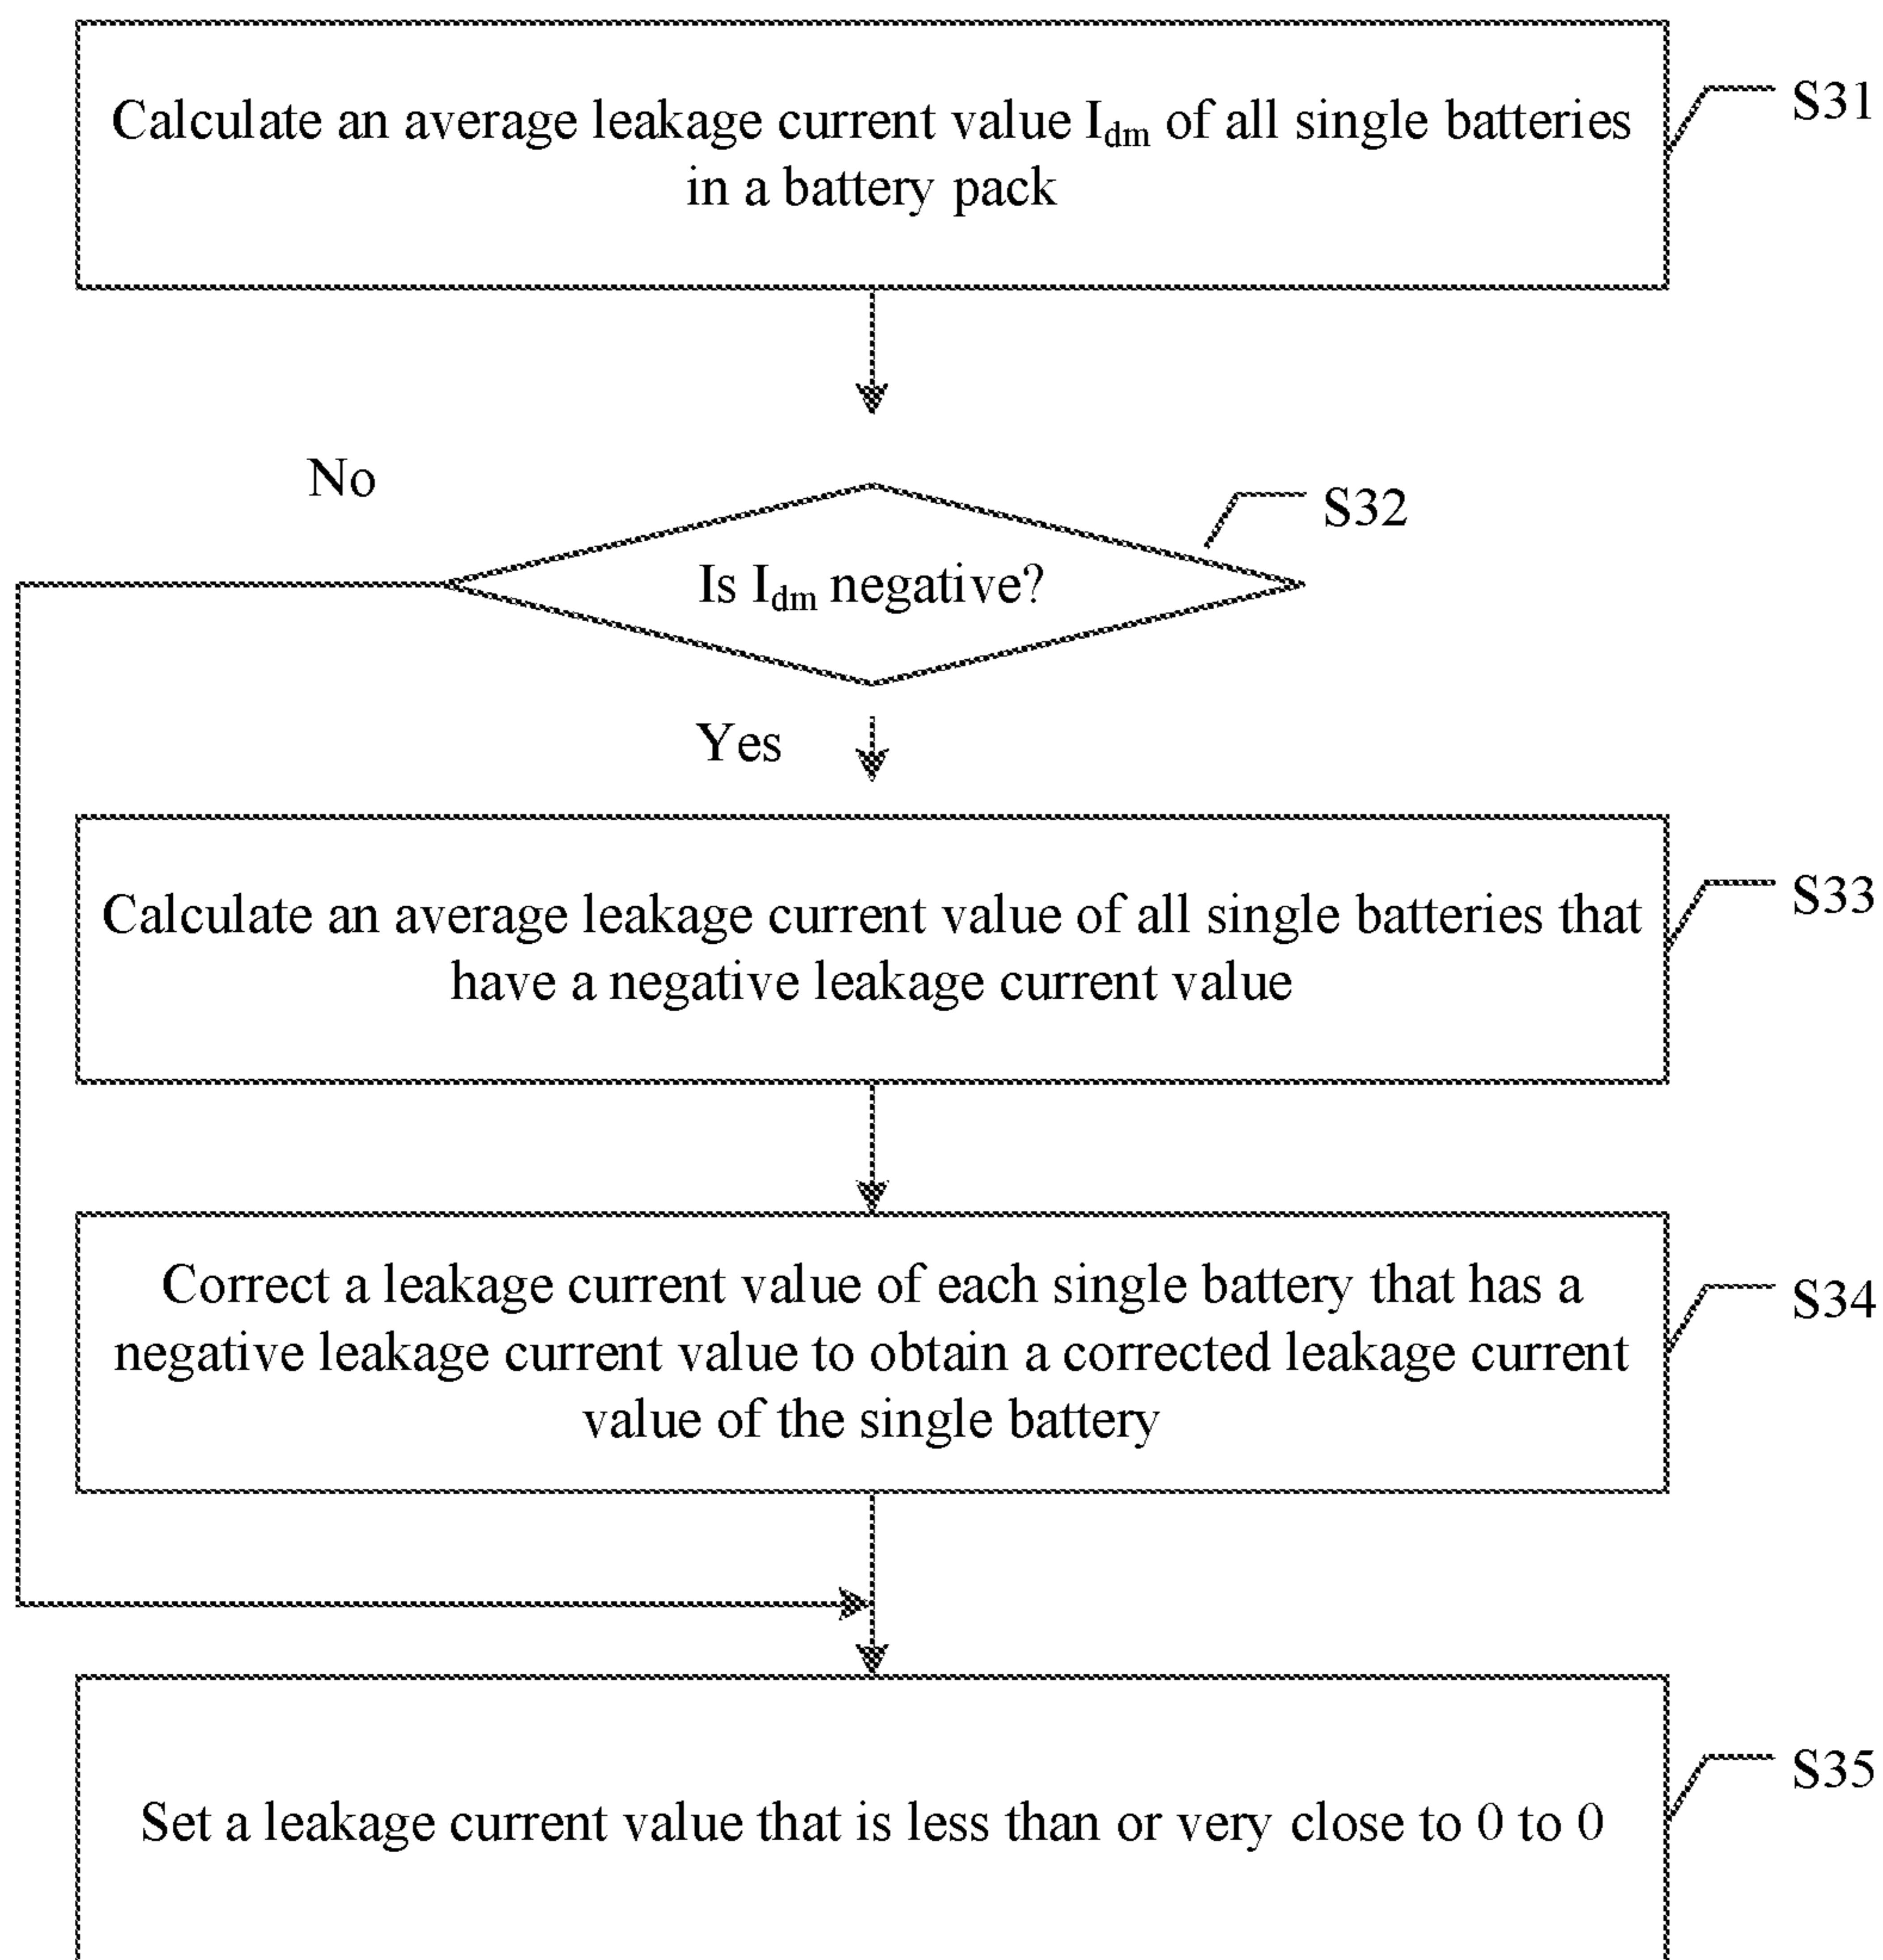 Calculate an average leakage current value Idm of all single batteries
in a battery pack
S31
No
Is Idm negative?
S32
Yes
Calculate an average leakage current value of all single batteries that
have a negative leakage current value
S33
Correct a leakage current value of each single battery that has a
negative leakage current value to obtain a corrected leakage current
value of the single battery
S34
Set a leakage current value that is less than or very close to 0 to 0
S35